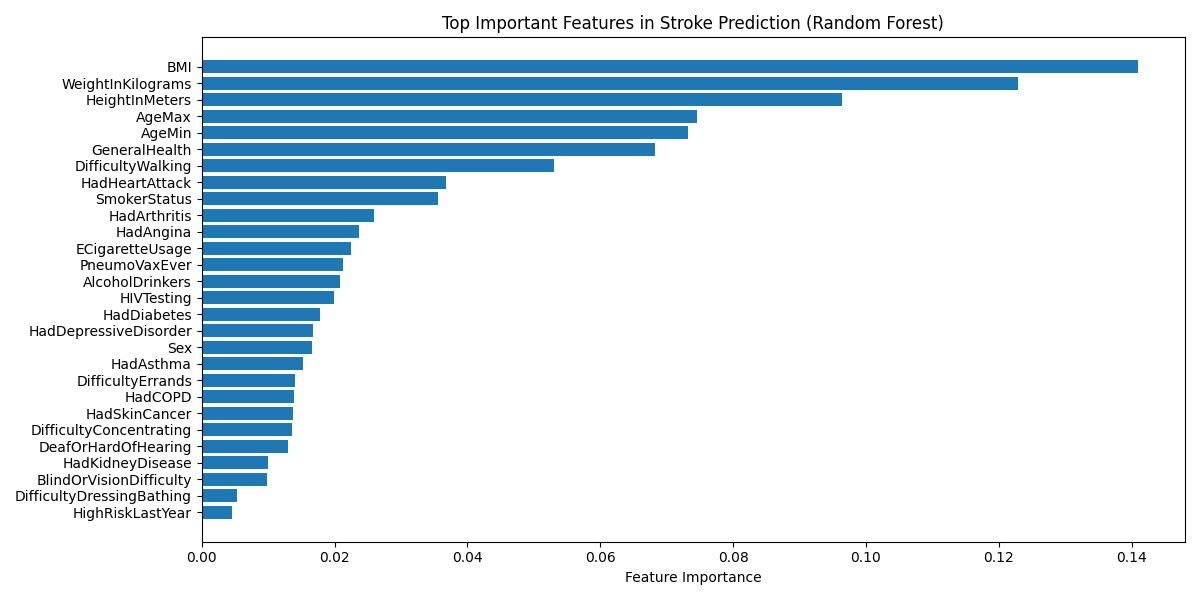 Top Important Features in Stroke Prediction (Random Forest)
BMI
WeightInKilograms
HeightInMeters
AgeMax
AgeMin
GeneralHealth
DifficultyWalking
HadHeartAttack
SmokerStatus
HadArthritis
HadAngina
ECigaretteUsage
PneumoVaxEver
AlcoholDrinkers
HIVTesting
HadDiabetes
HadDepressiveDisorder
Sex
HadAsthma
DifficultyErrands
HadCOPD
HadSkinCancer
DifficultyConcentrating
DeafOrHardOfHearing
HadKidneyDisease
BlindOrVisionDifficulty
DifficultyDressingBathing
HighRiskLastYear
0.00 0.02 0.04 0.06 0.08 0.10 0.12 0.14
Feature Importance